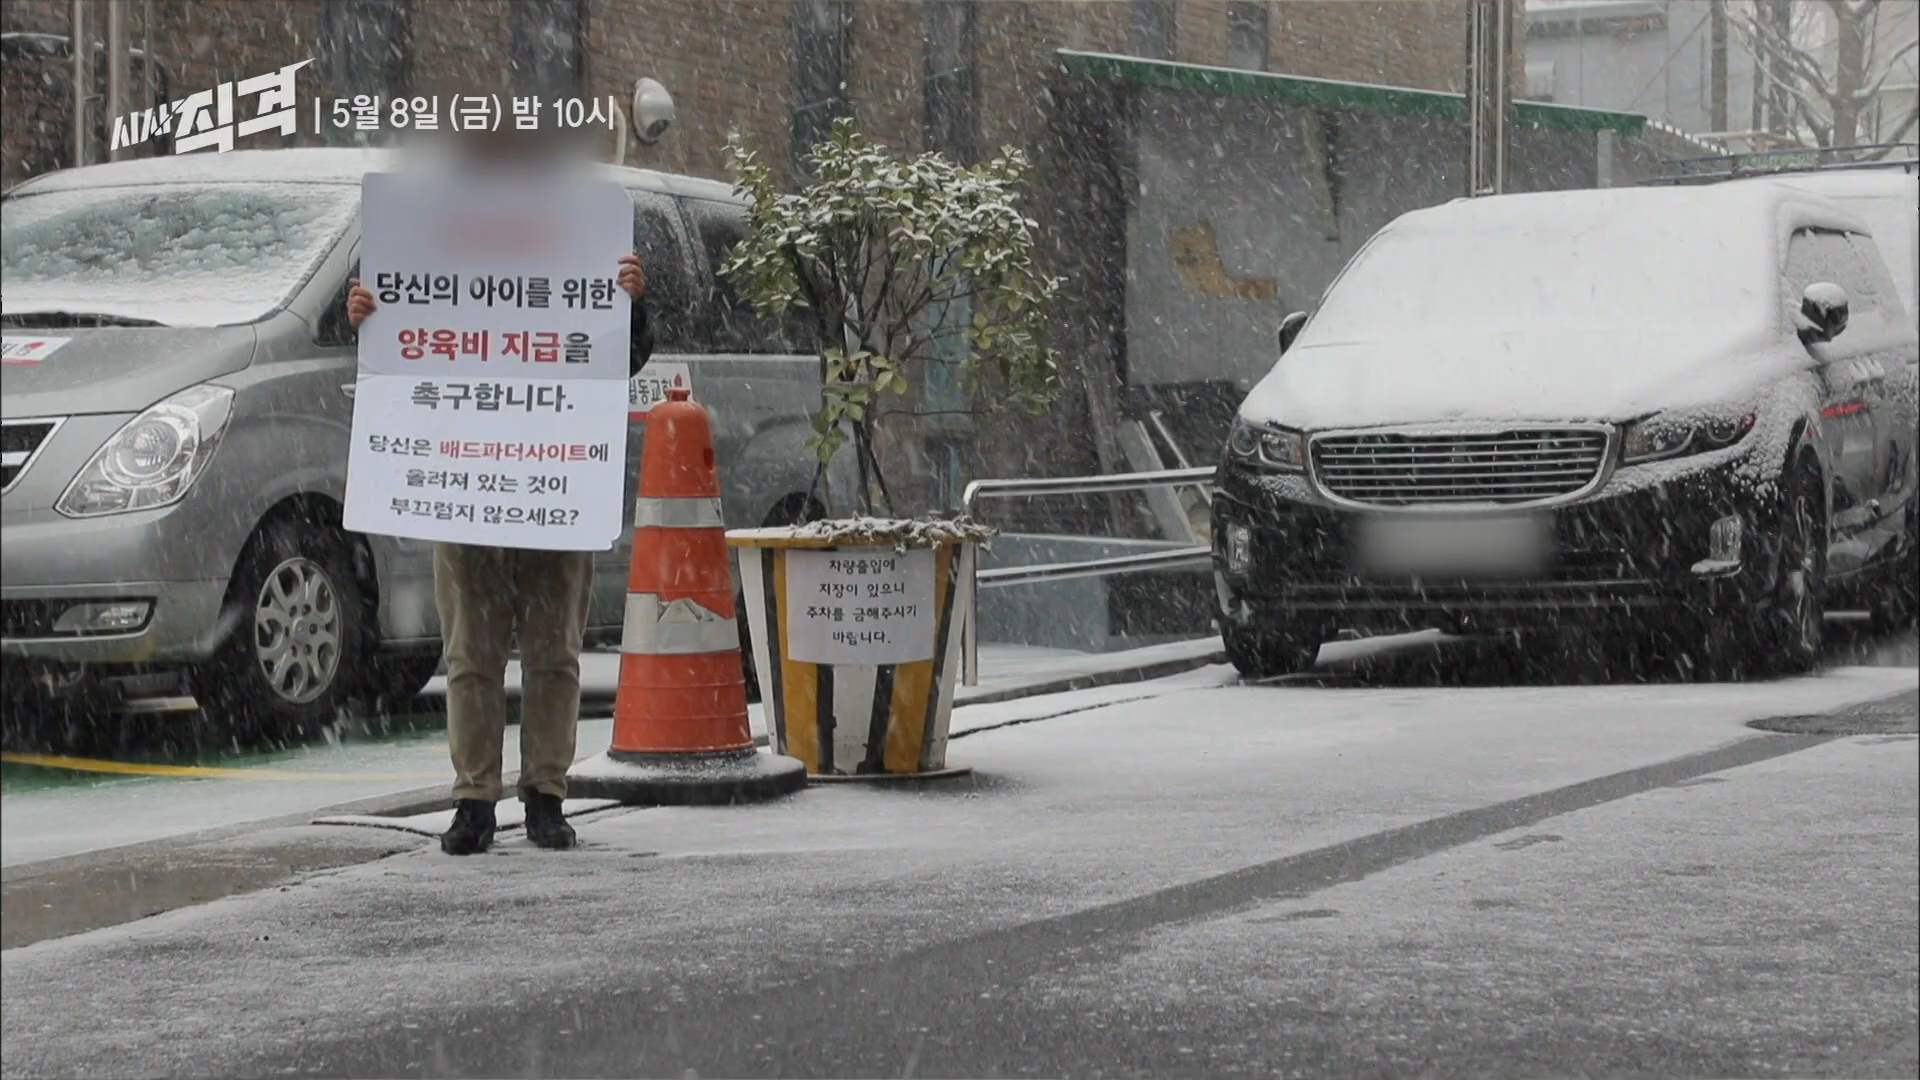 시사직격 | 5월 8일 (금) 밤 10시
당신의 아이를 위한
양육비 지급을
촉구합니다.
당신은 배드파더사이트에
올려져 있는 것이
부끄럽지 않으세요?
차량출입에
지장이 있으니
주차를 금해주시기
바랍니다.